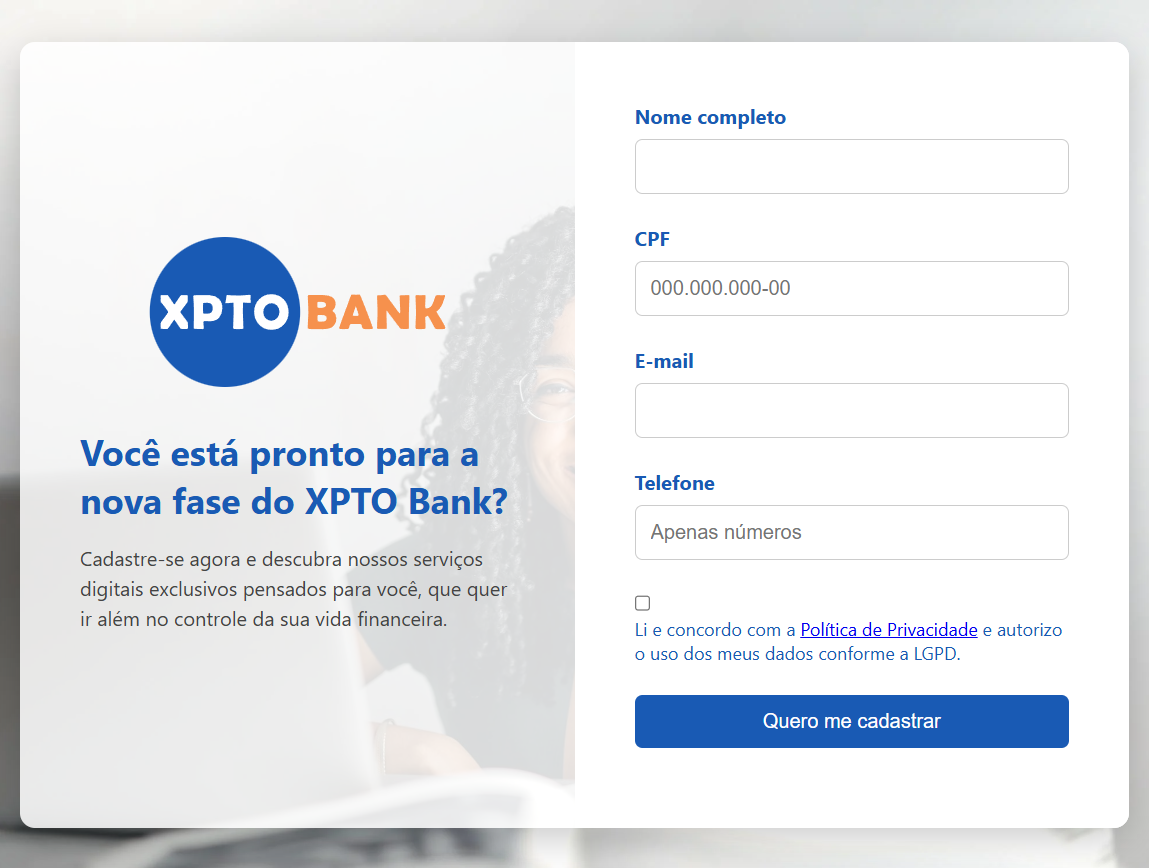 XPTO BANK
Você está pronto para a
nova fase do XPTO Bank?
Cadastre-se agora e descubra nossos serviços
digitais exclusivos pensados para você, que quer
ir além no controle da sua vida financeira.
Nome completo
CPF
000.000.000-00
E-mail
Telefone
Apenas números
Li e concordo com a Política de Privacidade e autorizo
o uso dos meus dados conforme a LGPD.
Quero me cadastrar